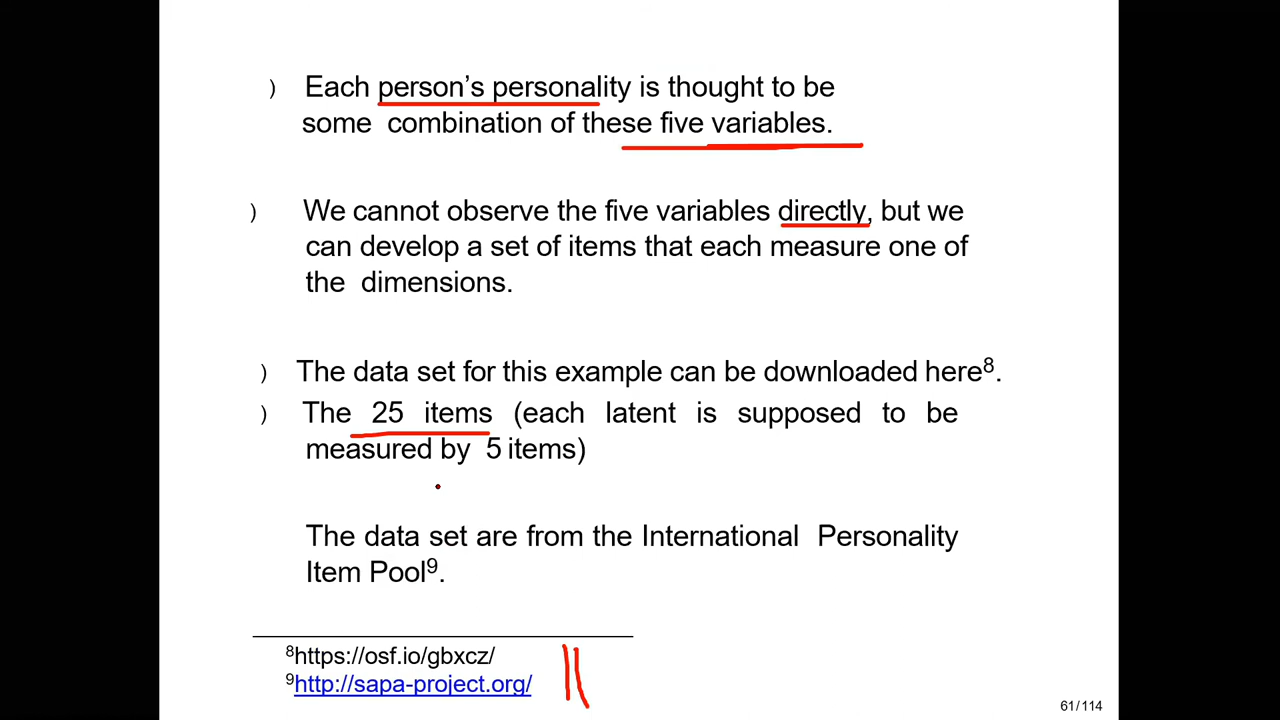 ) Each person’s personality is thought to be
some combination of these five variables.
) We cannot observe the five variables directly, but we
can develop a set of items that each measure one of
the dimensions.
) The data set for this example can be downloaded here⁸.
) The 25 items (each latent is supposed to be
measured by 5 items)
The data set are from the International Personality
Item Pool⁹.
⁸https://osf.io/gbxcz/
⁹http://sapa-project.org/
61/114